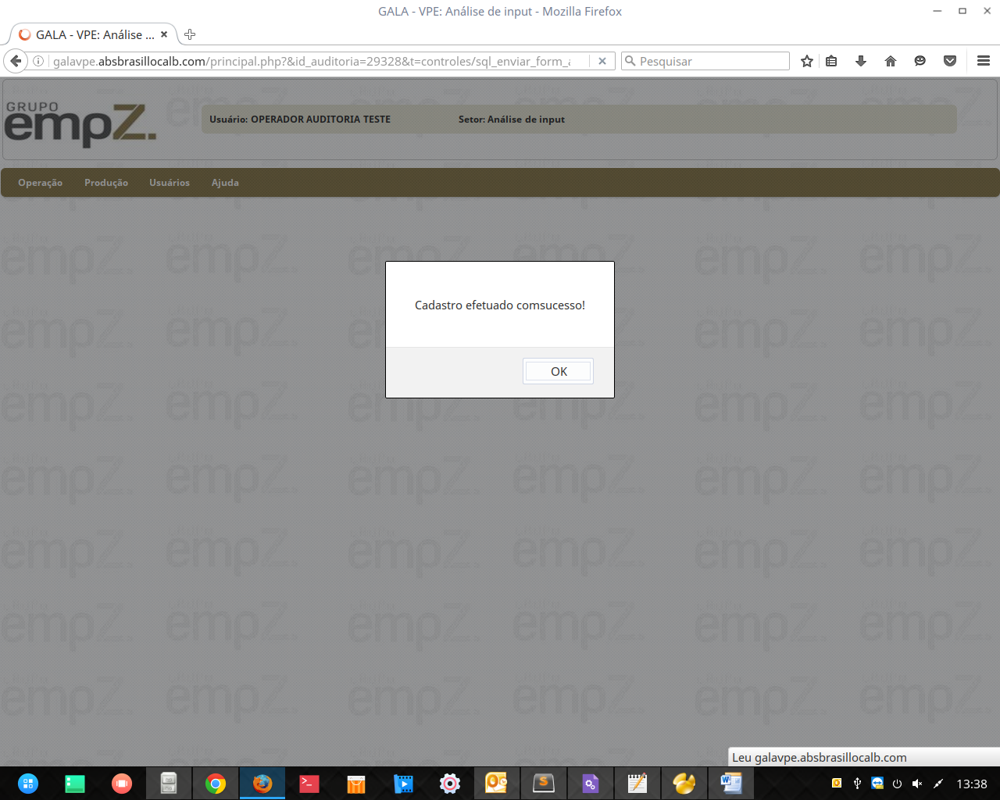 GALA - VPE: Análise de input - Mozilla Firefox
GALA - VPE: Análise ...
galavpe.absbrasillocalb.com/principal.php?&id_auditoria=29328&t=controles/sql_enviar_form_a
Pesquisar
GRUPO
empZ.
Usuário: OPERADOR AUDITORIA TESTE
Setor: Análise de input
Operação
Produção
Usuários
Ajuda
Cadastro efetuado comsucesso!
OK
Leu galavpe.absbrasillocalb.com
13:38